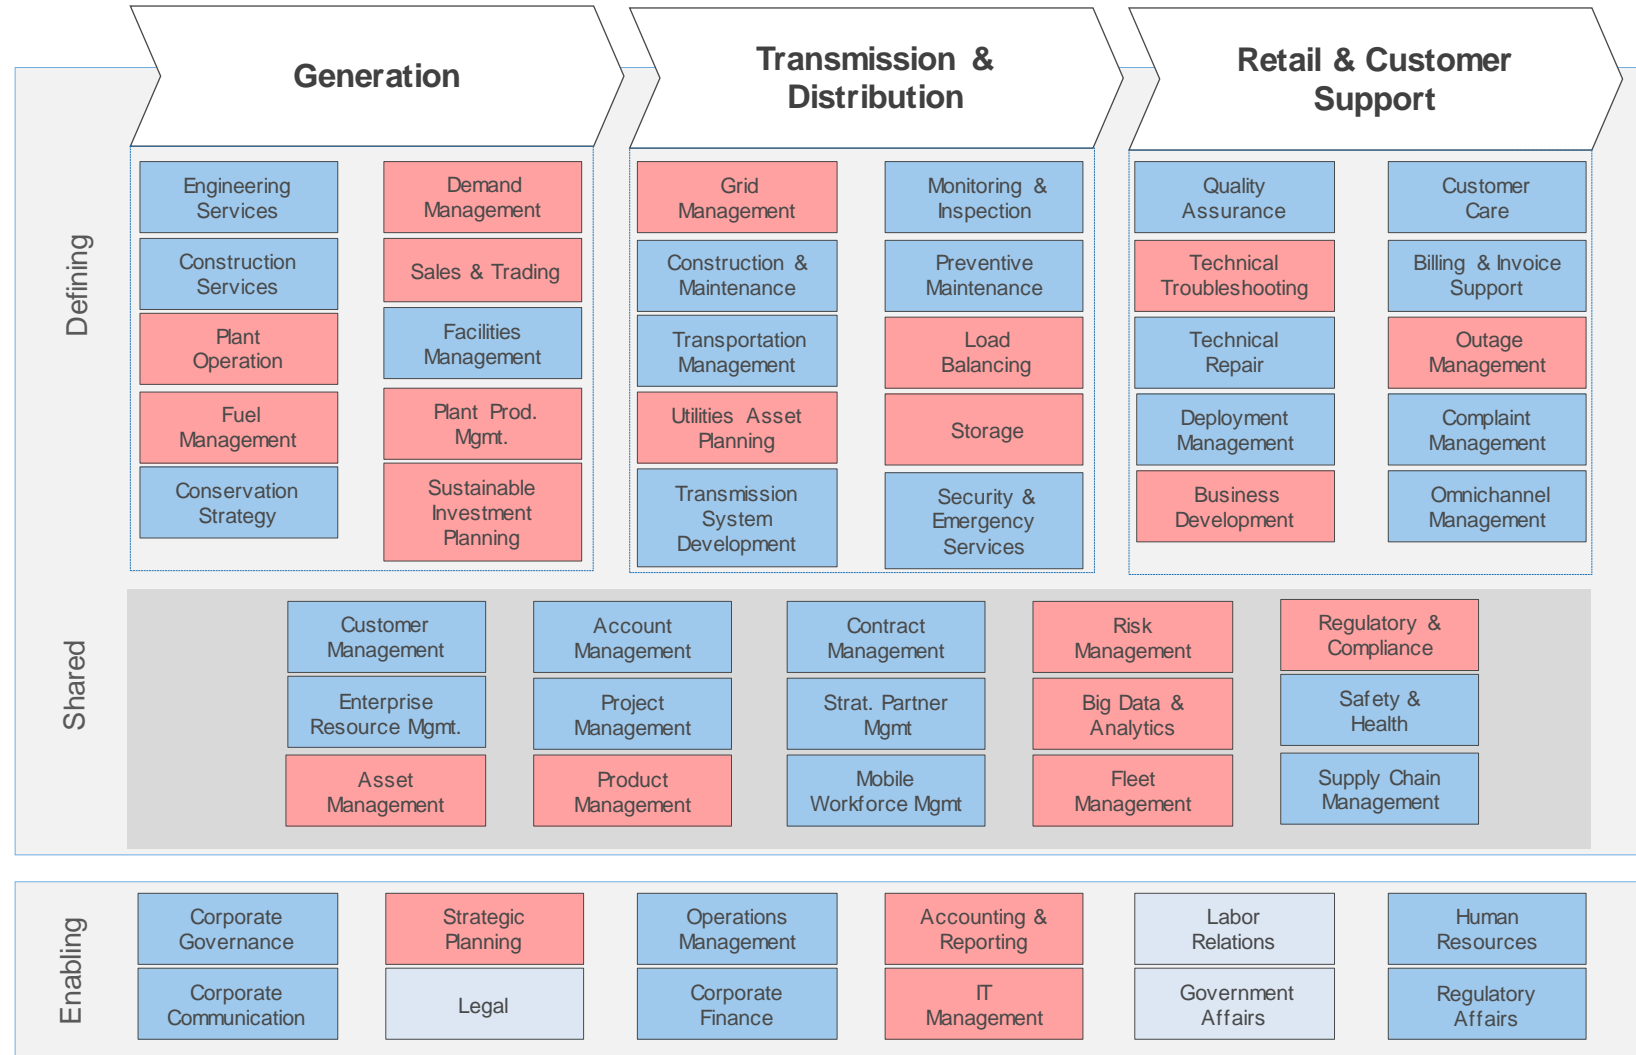 Generation
Transmission &
Distribution
Retail & Customer
Support
Defining
Engineering
Services
Demand
Management
Construction
Services
Sales & Trading
Plant
Operation
Facilities
Management
Fuel
Management
Plant Prod.
Mgmt.
Conservation
Strategy
Sustainable
Investment
Planning
Grid
Management
Monitoring &
Inspection
Construction &
Maintenance
Preventive
Maintenance
Transportation
Management
Load
Balancing
Utilities Asset
Planning
Storage
Transmission
System
Development
Security &
Emergency
Services
Quality
Assurance
Customer
Care
Technical
Troubleshooting
Billing & Invoice
Support
Technical
Repair
Outage
Management
Deployment
Management
Complaint
Management
Business
Development
Omnichannel
Management
Shared
Customer
Management
Account
Management
Contract
Management
Risk
Management
Regulatory &
Compliance
Enterprise
Resource Mgmt.
Project
Management
Strat. Partner
Mgmt
Big Data &
Analytics
Safety &
Health
Asset
Management
Product
Management
Mobile
Workforce Mgmt
Fleet
Management
Supply Chain
Management
Enabling
Corporate
Governance
Strategic
Planning
Operations
Management
Accounting &
Reporting
Labor
Relations
Human
Resources
Corporate
Communication
Legal
Corporate
Finance
IT
Management
Government
Affairs
Regulatory
Affairs